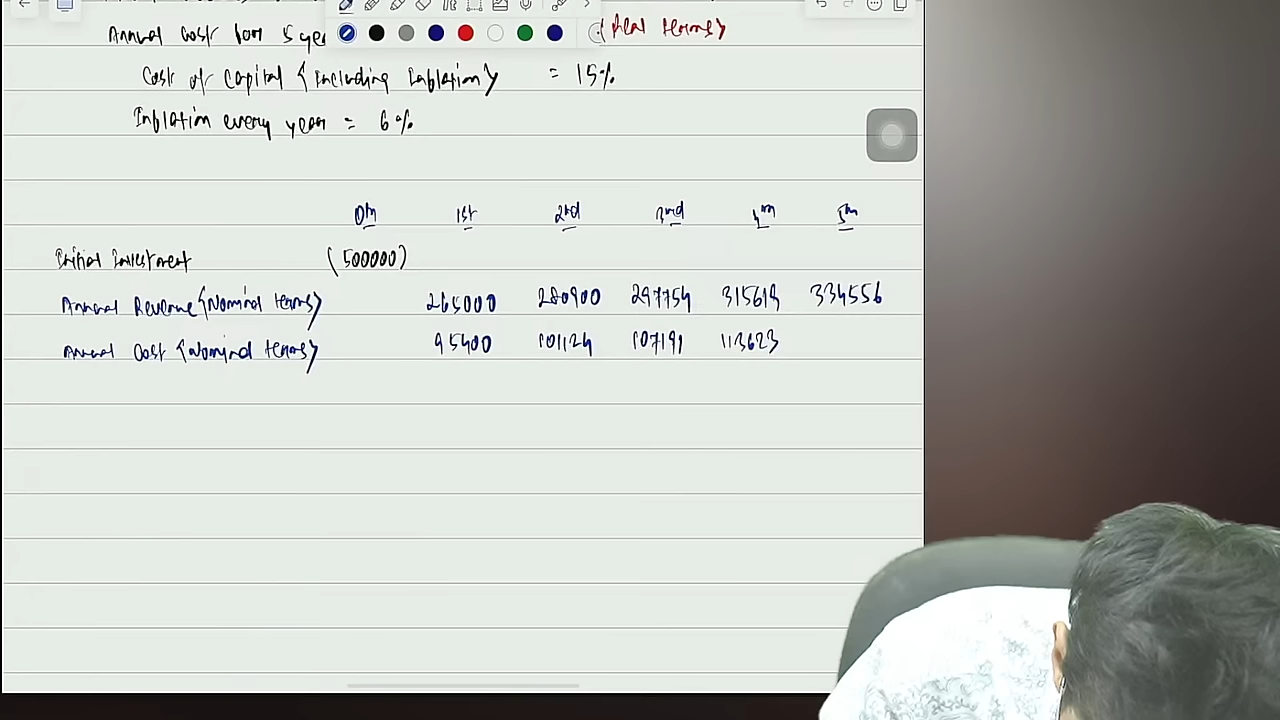 Annual Cost for 5 yea (Real terms)
Cost of Capital {Including Inflation} = 15%
Inflation every year = 6%
0th 1st 2nd 3rd 4th 5th
Initial Investment (500000)
Annual Revenue {Nominal terms} 265000 280900 297754 315619 334556
Annual Cost {Nominal terms} 95400 101124 107191 113623